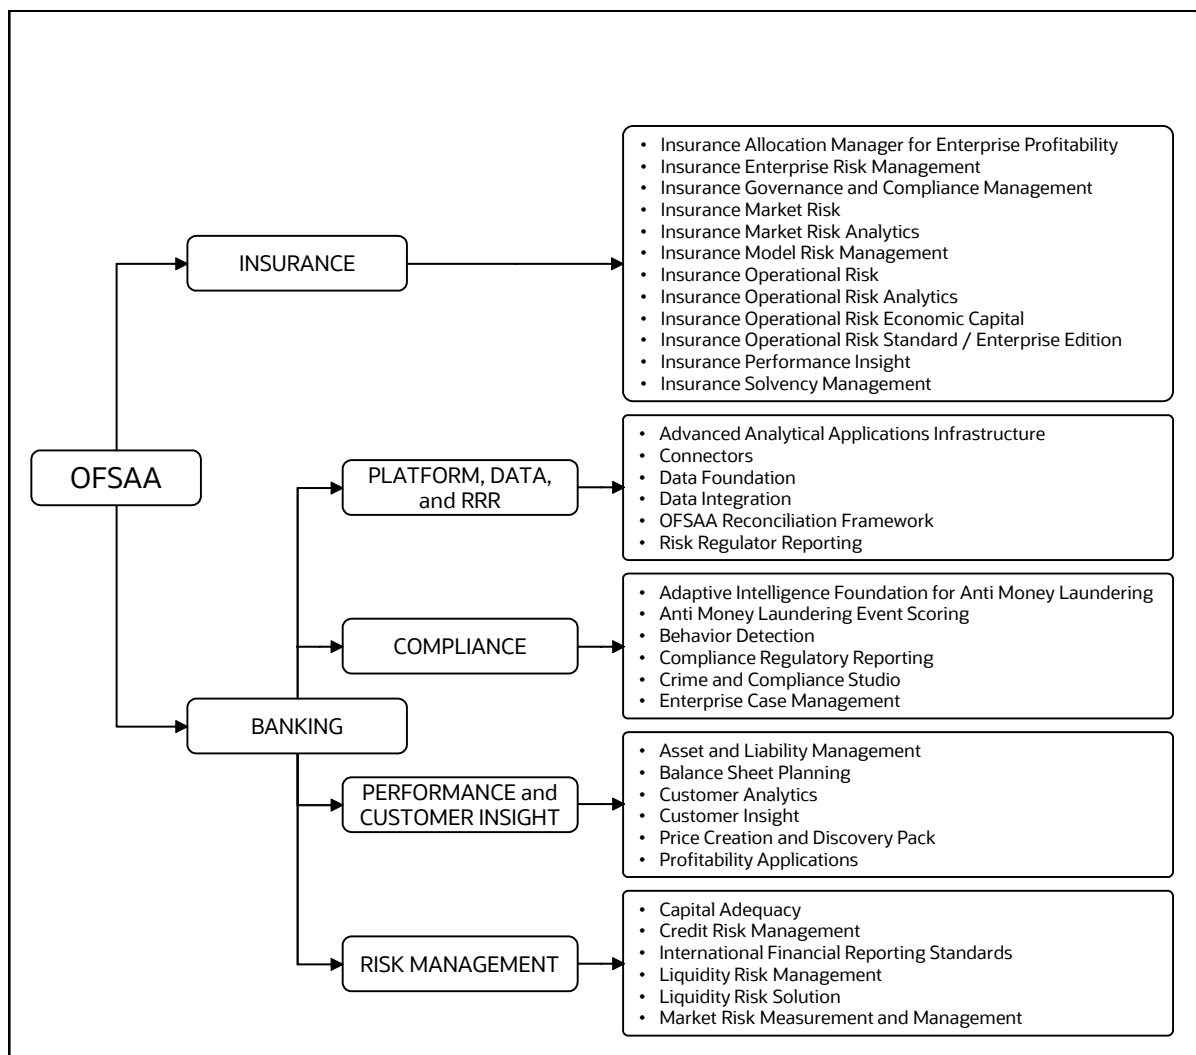 OFSAA
INSURANCE
• Insurance Allocation Manager for Enterprise Profitability
• Insurance Enterprise Risk Management
• Insurance Governance and Compliance Management
• Insurance Market Risk
• Insurance Market Risk Analytics
• Insurance Model Risk Management
• Insurance Operational Risk
• Insurance Operational Risk Analytics
• Insurance Operational Risk Economic Capital
• Insurance Operational Risk Standard / Enterprise Edition
• Insurance Performance Insight
• Insurance Solvency Management
BANKING
PLATFORM, DATA,
and RRR
• Advanced Analytical Applications Infrastructure
• Connectors
• Data Foundation
• Data Integration
• OFSAA Reconciliation Framework
• Risk Regulator Reporting
COMPLIANCE
• Adaptive Intelligence Foundation for Anti Money Laundering
• Anti Money Laundering Event Scoring
• Behavior Detection
• Compliance Regulatory Reporting
• Crime and Compliance Studio
• Enterprise Case Management
PERFORMANCE and
CUSTOMER INSIGHT
• Asset and Liability Management
• Balance Sheet Planning
• Customer Analytics
• Customer Insight
• Price Creation and Discovery Pack
• Profitability Applications
RISK MANAGEMENT
• Capital Adequacy
• Credit Risk Management
• International Financial Reporting Standards
• Liquidity Risk Management
• Liquidity Risk Solution
• Market Risk Measurement and Management